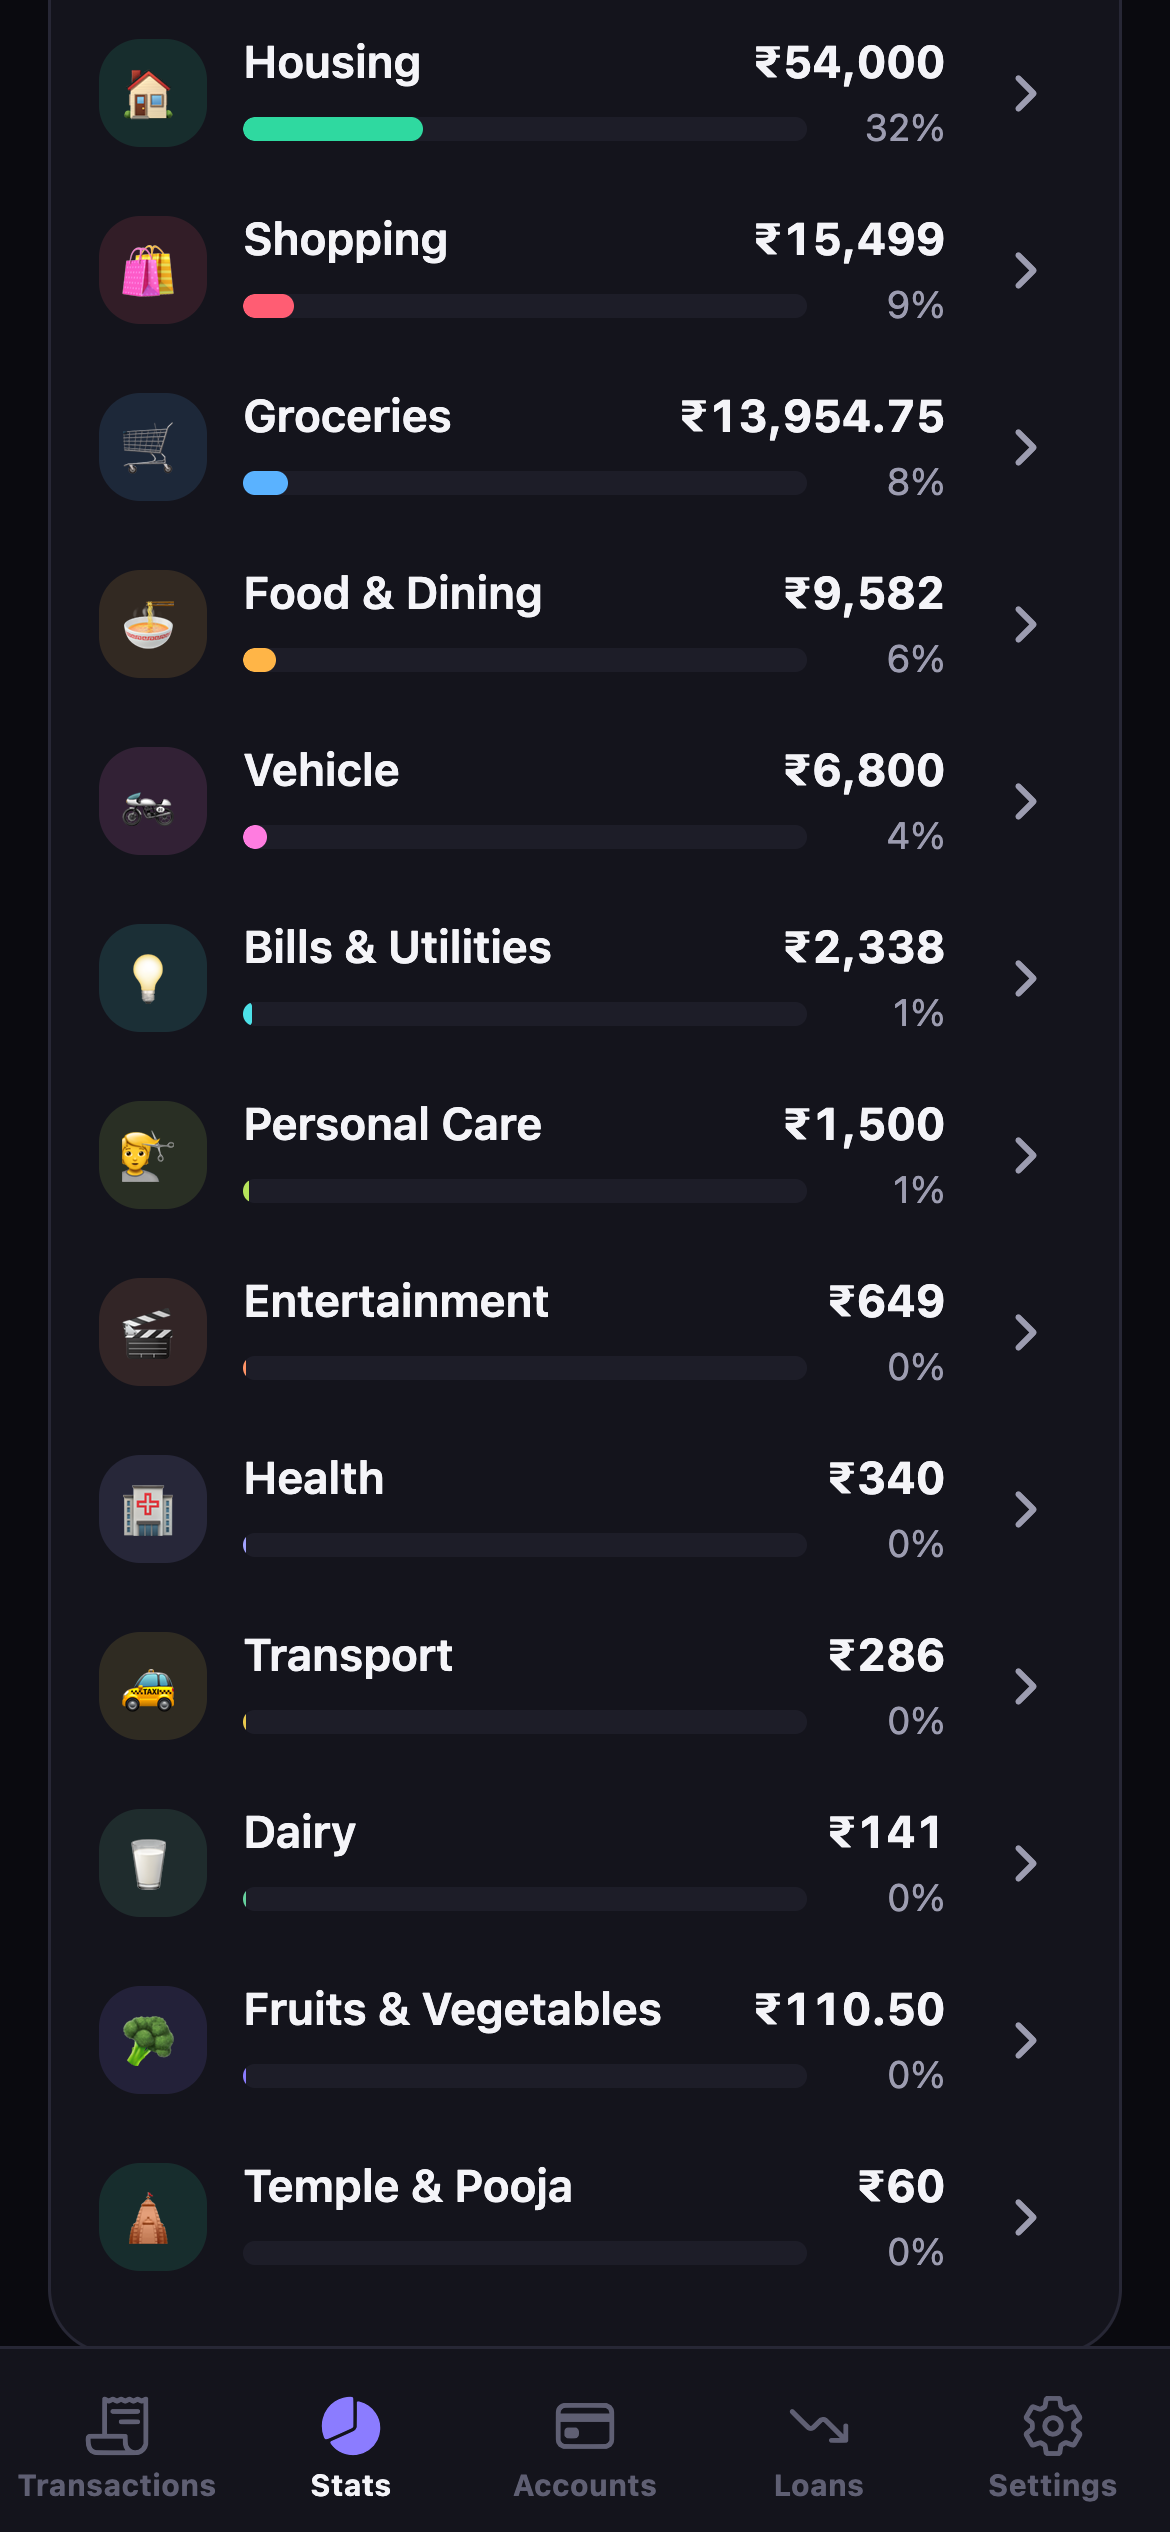 Housing ₹54,000
32%
Shopping ₹15,499
9%
Groceries ₹13,954.75
8%
Food & Dining ₹9,582
6%
Vehicle ₹6,800
4%
Bills & Utilities ₹2,338
1%
Personal Care ₹1,500
1%
Entertainment ₹649
0%
Health ₹340
0%
Transport ₹286
0%
TAXI
Dairy ₹141
0%
Fruits & Vegetables ₹110.50
0%
Temple & Pooja ₹60
0%
Transactions Stats Accounts Loans Settings